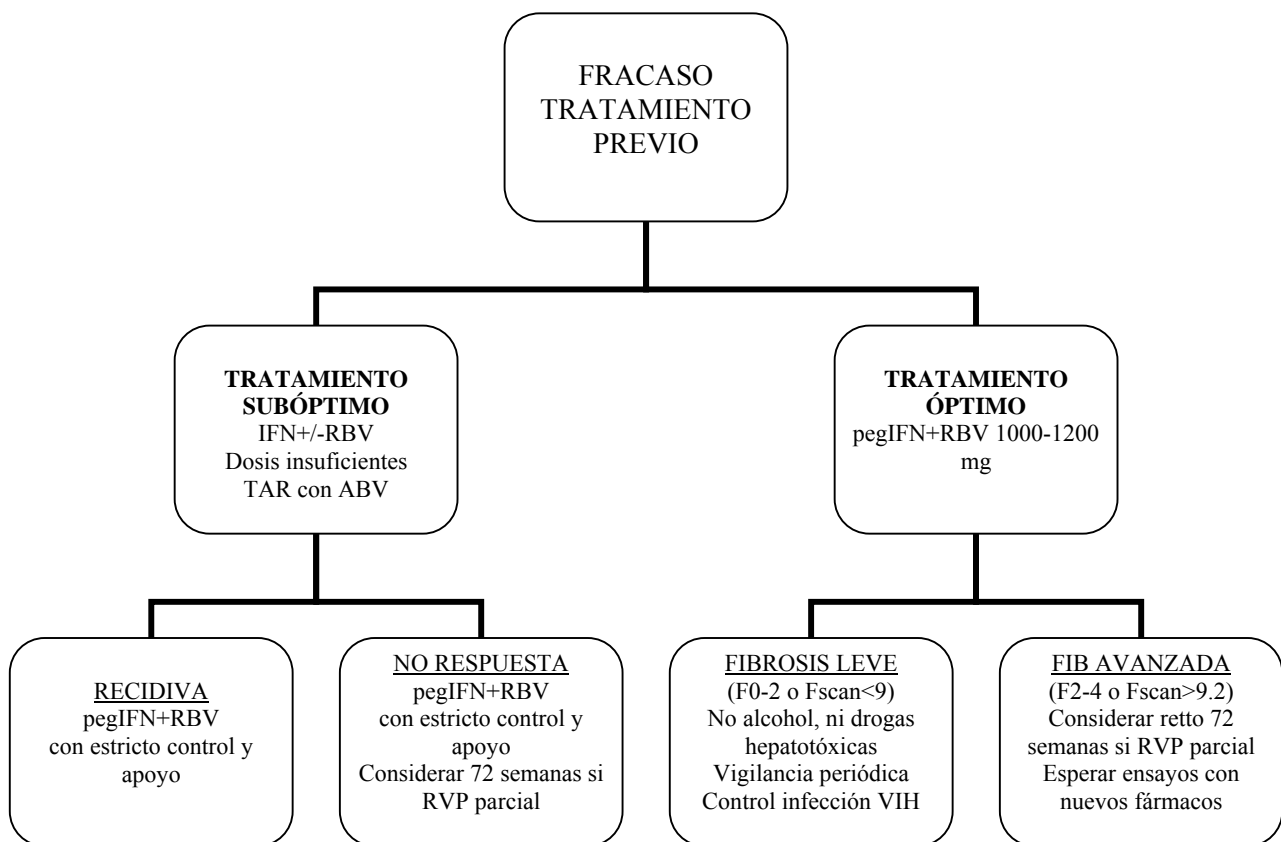 FRACASO
TRATAMIENTO
PREVIO
TRATAMIENTO
SUBÓPTIMO
IFN+/-RBV
Dosis insuficientes
TAR con ABV
TRATAMIENTO
ÓPTIMO
pegIFN+RBV 1000-1200
mg
RECIDIVA
pegIFN+RBV
con estricto control y
apoyo
NO RESPUESTA
pegIFN+RBV
con estricto control y
apoyo
Considerar 72 semanas si
RVP parcial
FIBROSIS LEVE
(F0-2 o Fscan<9)
No alcohol, ni drogas
hepatotóxicas
Vigilancia periódica
Control infección VIH
FIB AVANZADA
(F2-4 o Fscan>9.2)
Considerar retto 72
semanas si RVP parcial
Esperar ensayos con
nuevos fármacos